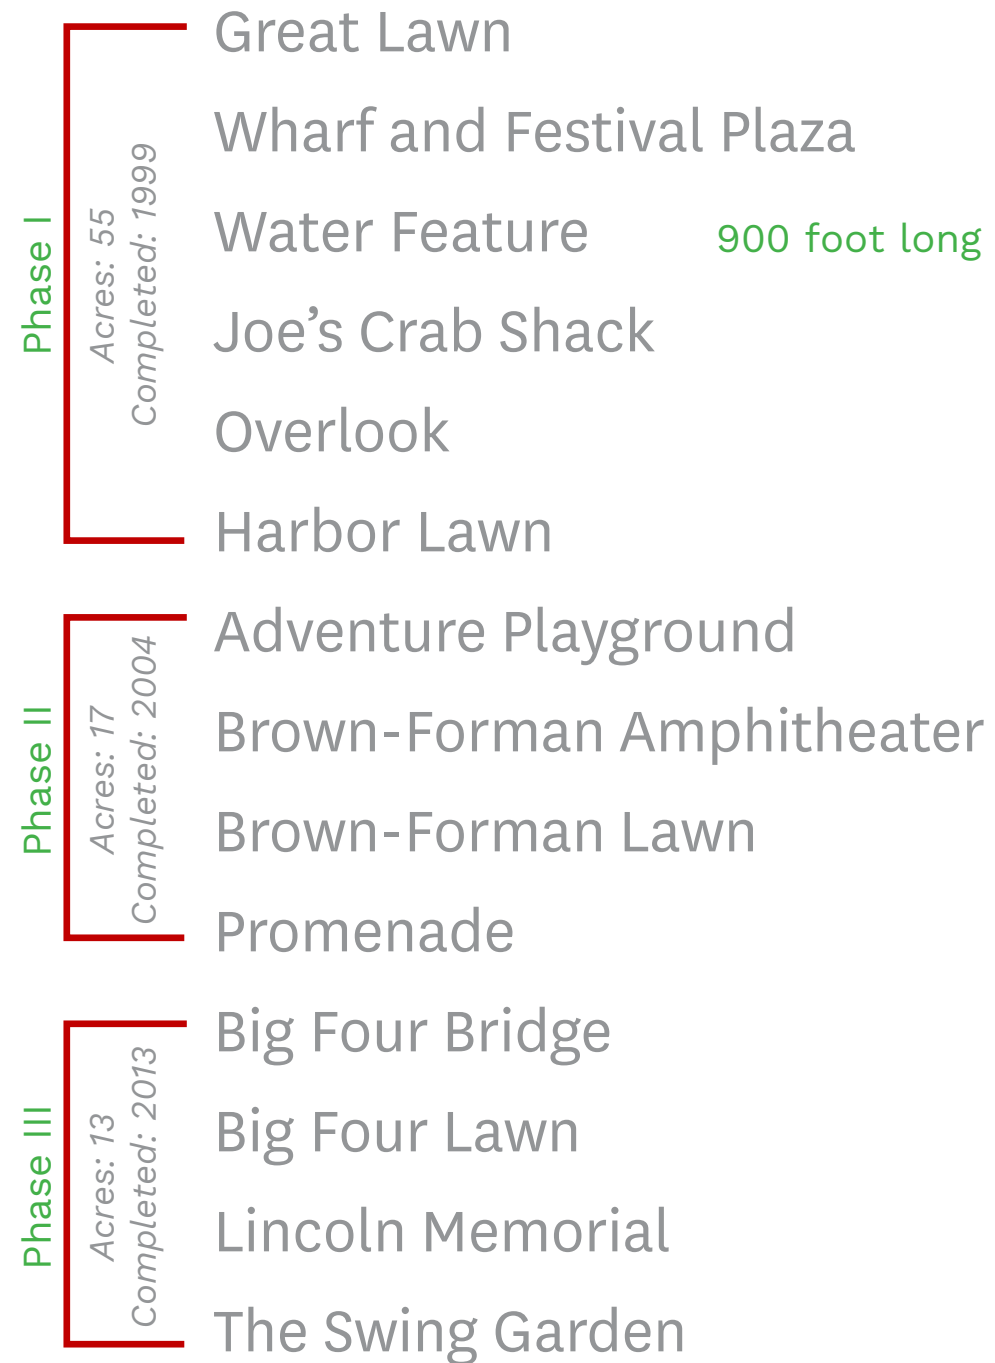 Phase I
Acres: 55
Completed: 1999
Great Lawn
Wharf and Festival Plaza
Water Feature 900 foot long
Joe’s Crab Shack
Overlook
Harbor Lawn
Phase II
Acres: 17
Completed: 2004
Adventure Playground
Brown-Forman Amphitheater
Brown-Forman Lawn
Promenade
Phase III
Acres: 13
Completed: 2013
Big Four Bridge
Big Four Lawn
Lincoln Memorial
The Swing Garden